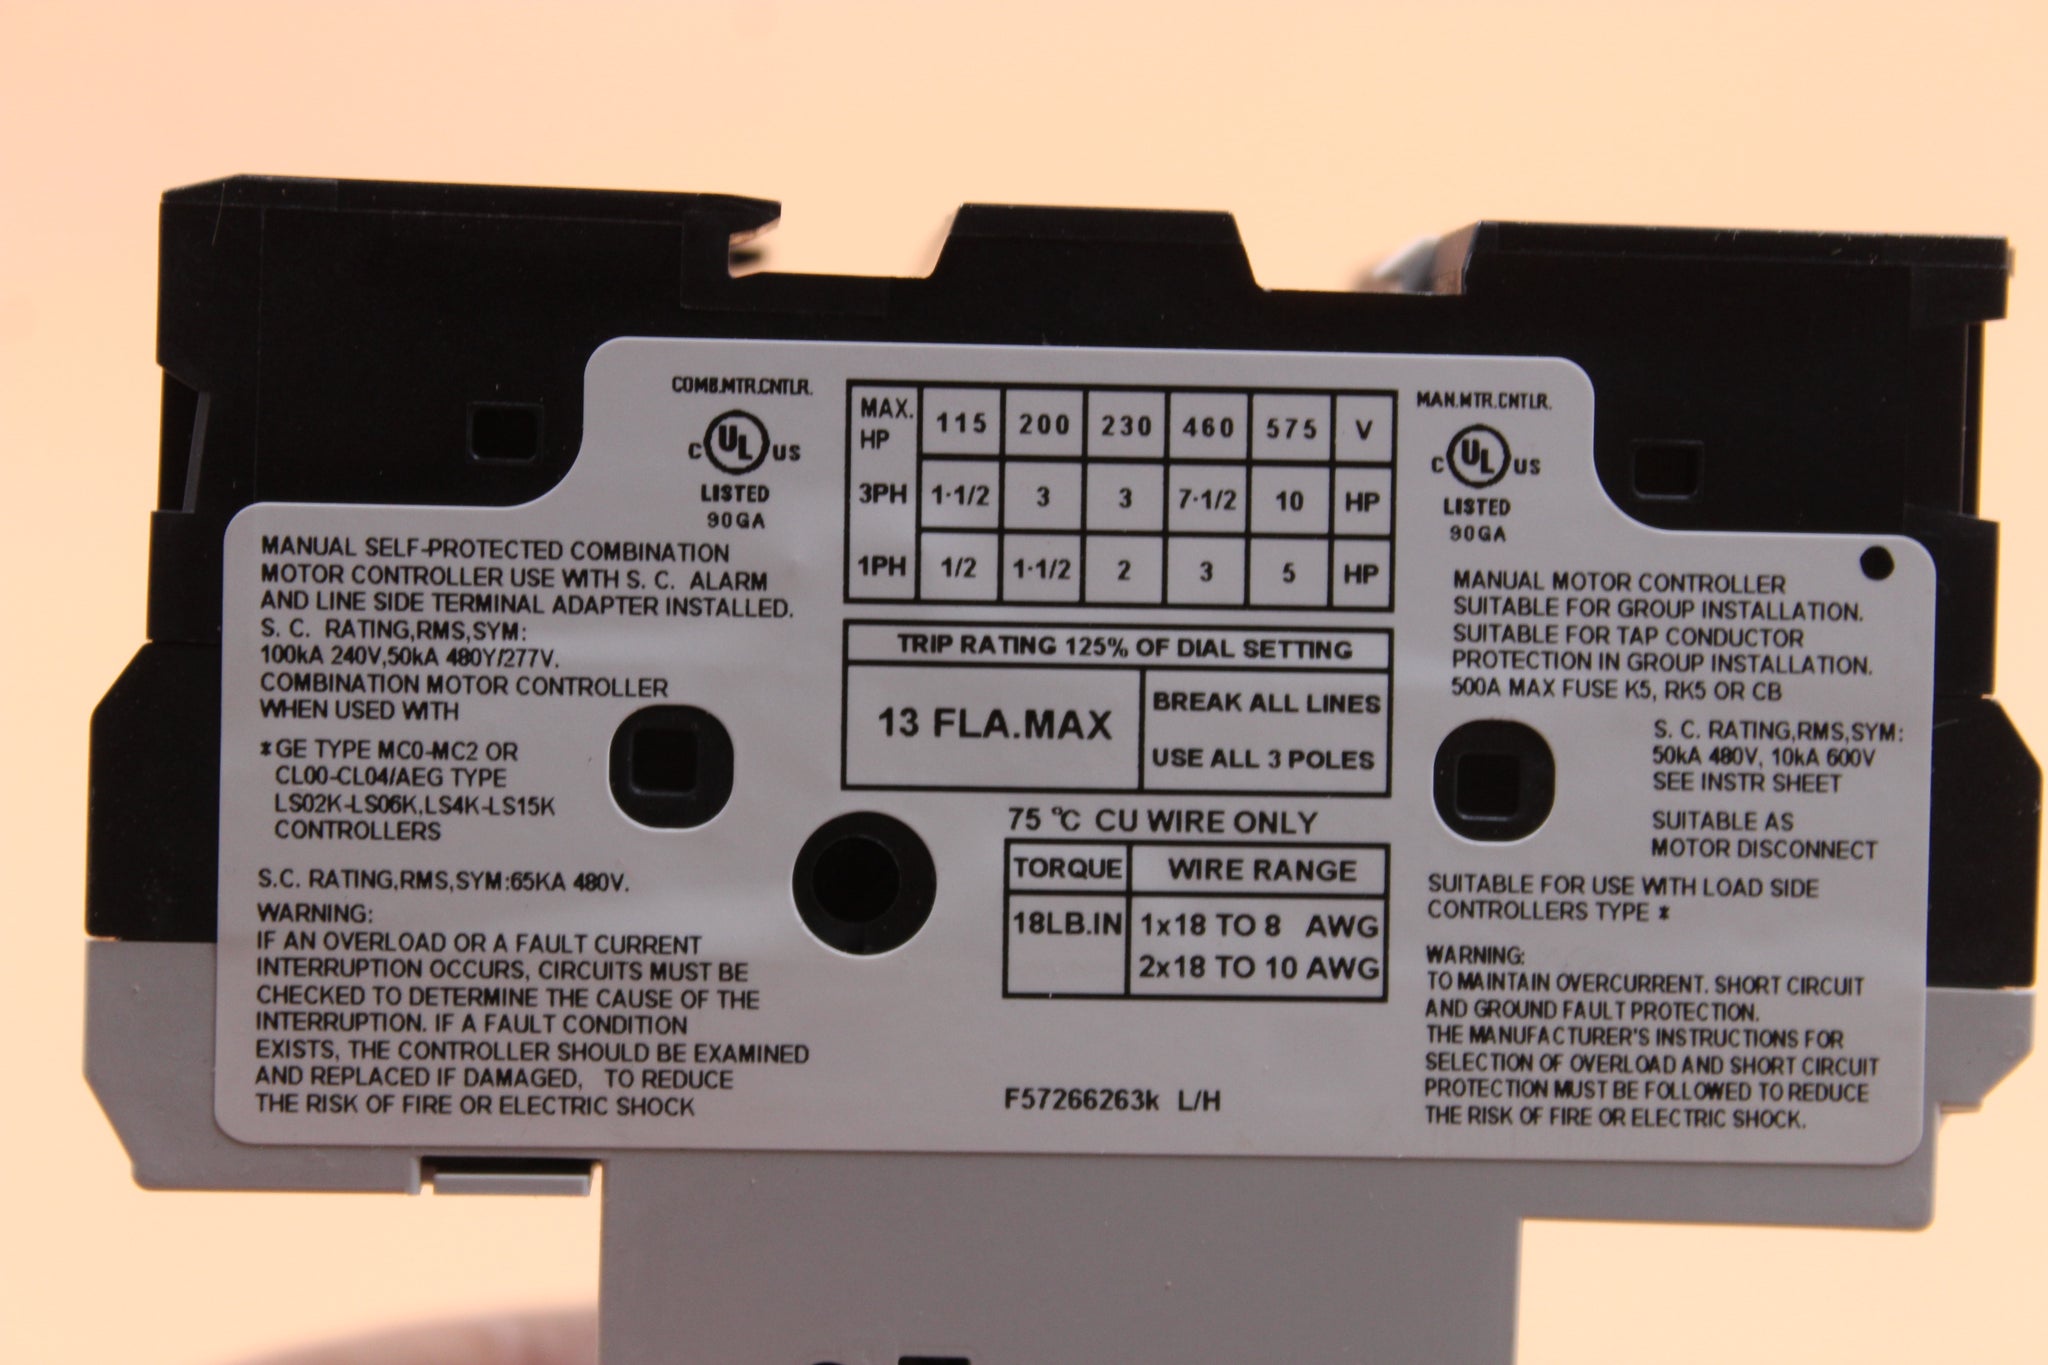 COMB.MTR.CNTLR.
C UL US
LISTED
90GA
MANUAL SELF-PROTECTED COMBINATION
MOTOR CONTROLLER USE WITH S. C. ALARM
AND LINE SIDE TERMINAL ADAPTER INSTALLED.
S. C. RATING,RMS,SYM:
100kA 240V,50kA 480Y/277V.
COMBINATION MOTOR CONTROLLER
WHEN USED WITH
*GE TYPE MC0-MC2 OR
CL00-CL04/AEG TYPE
LS02K-LS06K,LS4K-LS15K
CONTROLLERS
S.C. RATING,RMS,SYM:65KA 480V.
WARNING:
IF AN OVERLOAD OR A FAULT CURRENT
INTERRUPTION OCCURS, CIRCUITS MUST BE
CHECKED TO DETERMINE THE CAUSE OF THE
INTERRUPTION. IF A FAULT CONDITION
EXISTS, THE CONTROLLER SHOULD BE EXAMINED
AND REPLACED IF DAMAGED, TO REDUCE
THE RISK OF FIRE OR ELECTRIC SHOCK
MAX. HP 115 200 230 460 575 V
3PH 1-1/2 3 3 7-1/2 10 HP
1PH 1/2 1-1/2 2 3 5 HP
TRIP RATING 125% OF DIAL SETTING
13 FLA.MAX
BREAK ALL LINES
USE ALL 3 POLES
75 °C CU WIRE ONLY
TORQUE WIRE RANGE
18LB.IN 1x18 TO 8 AWG
2x18 TO 10 AWG
F57266263k L/H
MAN.MTR.CNTLR.
C UL US
LISTED
90GA
MANUAL MOTOR CONTROLLER
SUITABLE FOR GROUP INSTALLATION.
SUITABLE FOR TAP CONDUCTOR
PROTECTION IN GROUP INSTALLATION.
500A MAX FUSE K5, RK5 OR CB
S. C. RATING,RMS,SYM:
50kA 480V, 10kA 600V
SEE INSTR SHEET
SUITABLE AS
MOTOR DISCONNECT
SUITABLE FOR USE WITH LOAD SIDE
CONTROLLERS TYPE *
WARNING:
TO MAINTAIN OVERCURRENT. SHORT CIRCUIT
AND GROUND FAULT PROTECTION.
THE MANUFACTURER'S INSTRUCTIONS FOR
SELECTION OF OVERLOAD AND SHORT CIRCUIT
PROTECTION MUST BE FOLLOWED TO REDUCE
THE RISK OF FIRE OR ELECTRIC SHOCK.